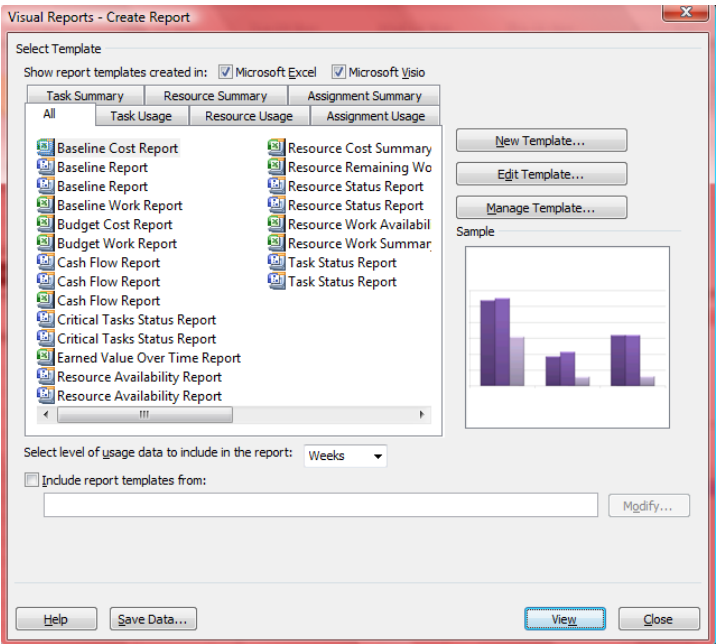 Visual Reports - Create Report
Select Template
Show report templates created in: Microsoft Excel Microsoft Visio
Task Summary Resource Summary Assignment Summary
All Task Usage Resource Usage Assignment Usage
Baseline Cost Report
Baseline Report
Baseline Report
Baseline Work Report
Budget Cost Report
Budget Work Report
Cash Flow Report
Cash Flow Report
Cash Flow Report
Critical Tasks Status Report
Critical Tasks Status Report
Earned Value Over Time Report
Resource Availability Report
Resource Availability Report
Resource Cost Summary
Resource Remaining Wo
Resource Status Report
Resource Status Report
Resource Work Availabil
Resource Work Summar
Task Status Report
Task Status Report
New Template...
Edit Template...
Manage Template...
Sample
Select level of usage data to include in the report: Weeks
Include report templates from:
Modify...
Help Save Data... View Close